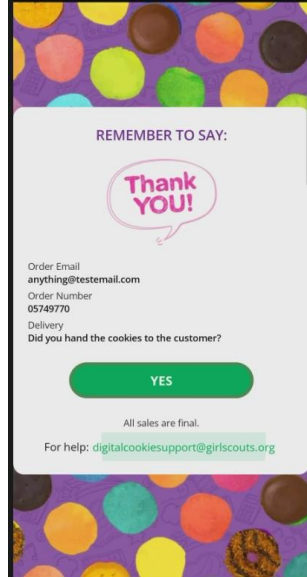 REMEMBER TO SAY:
Thank
YOU!
Order Email
anything@testemail.com
Order Number
05749770
Delivery
Did you hand the cookies to the customer?
YES
All sales are final.
For help: digitalcookiesupport@girlscouts.org